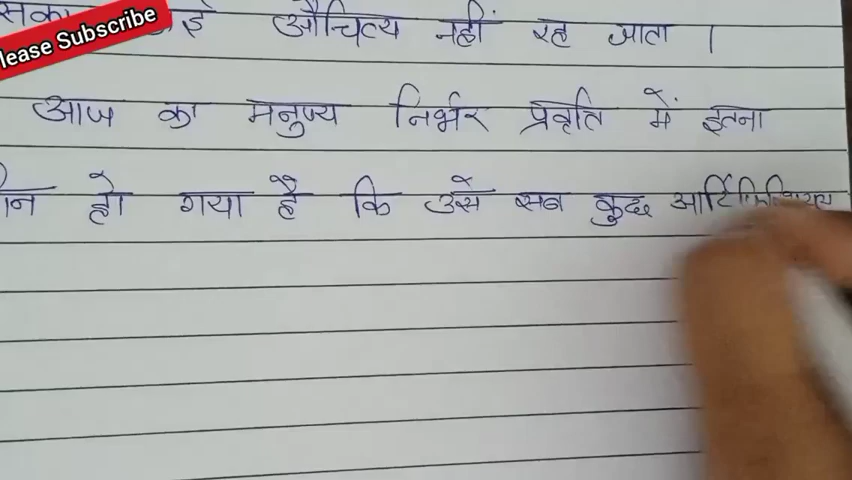 Please Subscribe
औचित्य नहीं रह जाता ।
आज का मनुष्य निर्भर प्रवृति में इतना
हो गया है कि उसे सब कुछ